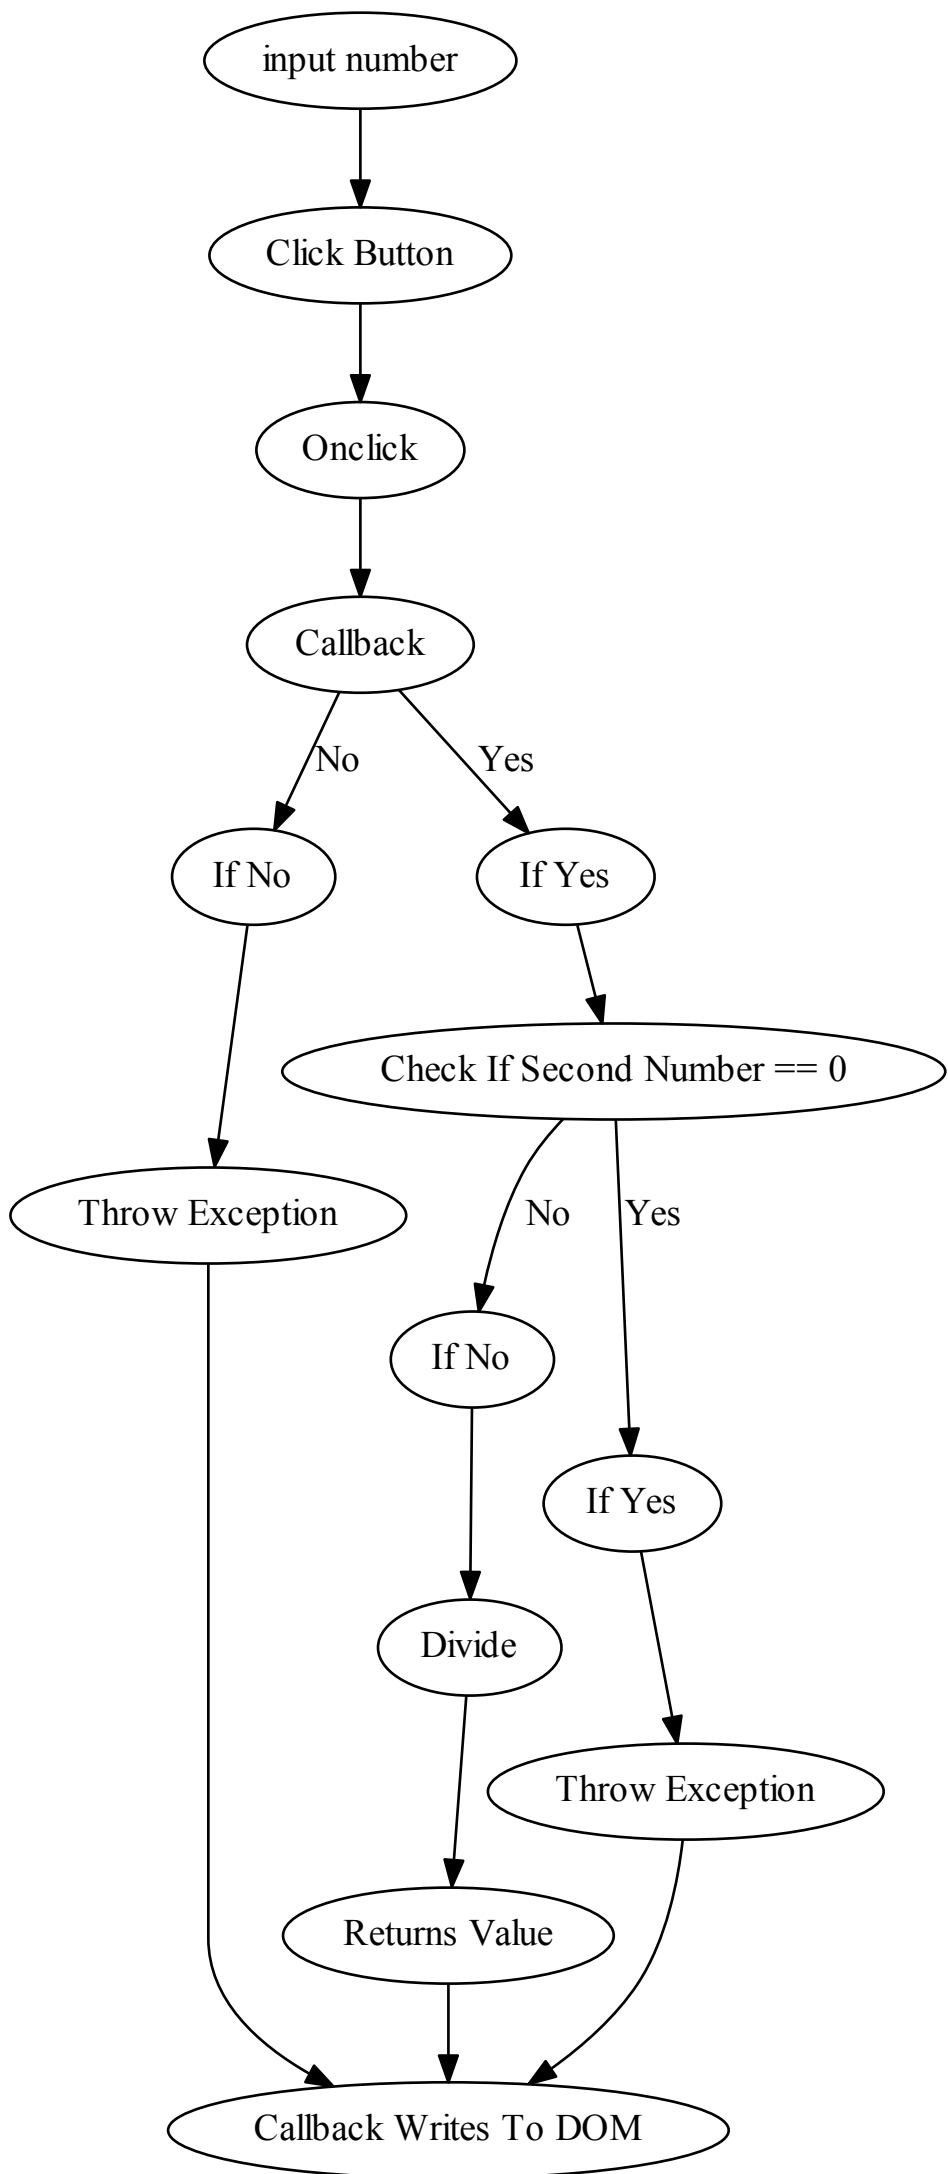 input number
Click Button
Onclick
Callback
No
Yes
If No
If Yes
Check If Second Number == 0
Throw Exception
No
Yes
If No
If Yes
Divide
Throw Exception
Returns Value
Callback Writes To DOM